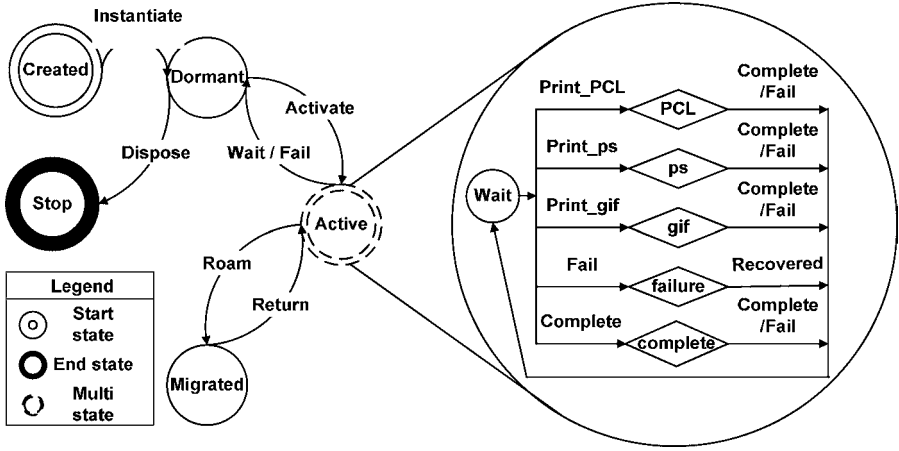 Instantiate
Created
Dormant
Activate
Dispose
Wait / Fail
Stop
Active
Roam
Return
Migrated
Legend
Start
state
End state
Multi
state
Wait
Print_PCL
PCL
Complete
/Fail
Print_ps
ps
Complete
/Fail
Print_gif
gif
Complete
/Fail
Fail
failure
Recovered
Complete
complete
Complete
/Fail